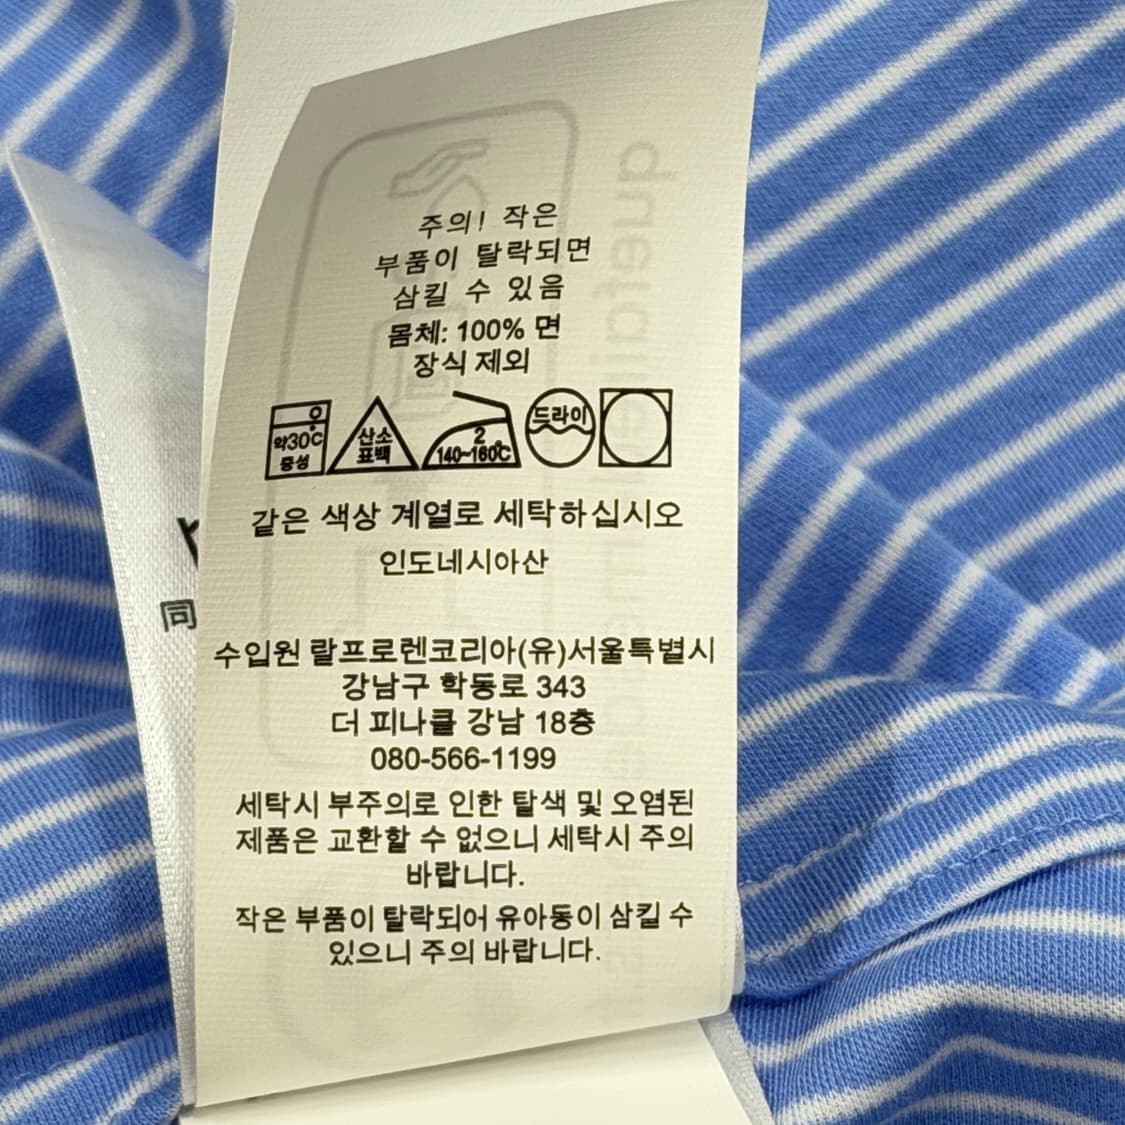 주의! 작은
부품이 탈락되면
삼킬 수 있음
몸체: 100% 면
장식 제외
약30℃
중성
산소
표백
2
140~160℃
드라이
같은 색상 계열로 세탁하십시오
인도네시아산
同
수입원 랄프로렌코리아(유)서울특별시
강남구 학동로 343
더 피나클 강남 18층
080-566-1199
세탁시 부주의로 인한 탈색 및 오염된
제품은 교환할 수 없으니 세탁시 주의
바랍니다.
작은 부품이 탈락되어 유아동이 삼킬 수
있으니 주의 바랍니다.